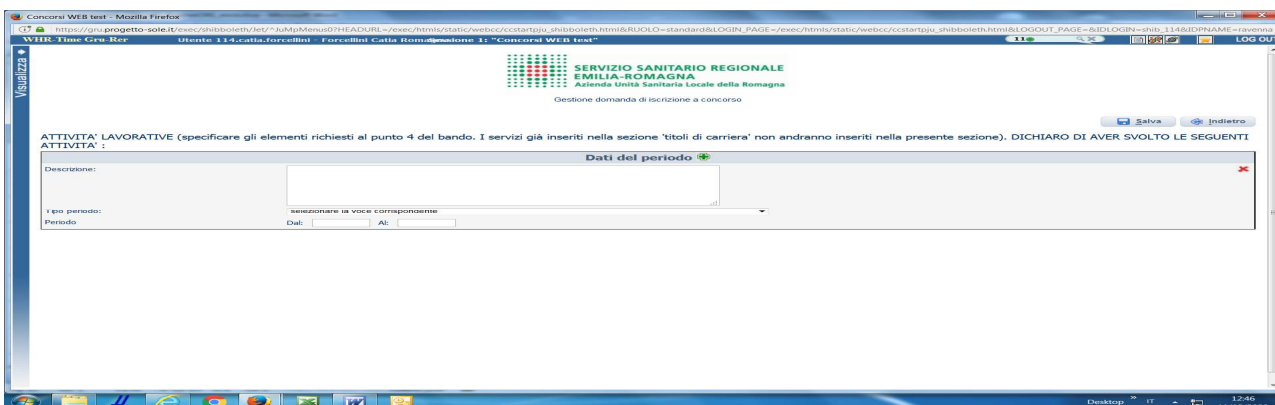 Concorsi WEB test - Mozilla Firefox
https://gru.progetto-sole.it/exec/shibboleth/Jet/^JuMpMenus0?HEADURL=/exec/htmls/static/webcc/ccstartpju_shibboleth.html&RUOLO=standard&LOGIN_PAGE=/exec/htmls/static/webcc/ccstartpju_shibboleth.html&LOGOUT_PAGE=&IDLOGIN=shib_114&IDPNAME=ravenna
WHR-Time Gru-Rer Utente 114.catia.forcellini - Forcellini Catia 1: "Concorsi WEB test" 11 LOG OU
Visualizza
SERVIZIO SANITARIO REGIONALE
EMILIA-ROMAGNA
Azienda Unità Sanitaria Locale della Romagna
Gestione domanda di iscrizione a concorso
Salva Indietro
ATTIVITA' LAVORATIVE (specificare gli elementi richiesti al punto 4 del bando. I servizi già inseriti nella sezione 'titoli di carriera' non andranno inseriti nella presente sezione). DICHIARO DI AVER SVOLTO LE SEGUENTI
ATTIVITA' :
Dati del periodo
Descrizione:
Tipo periodo: selezionare la voce corrispondente
Periodo Dal: Al:
Desktop IT 12:46